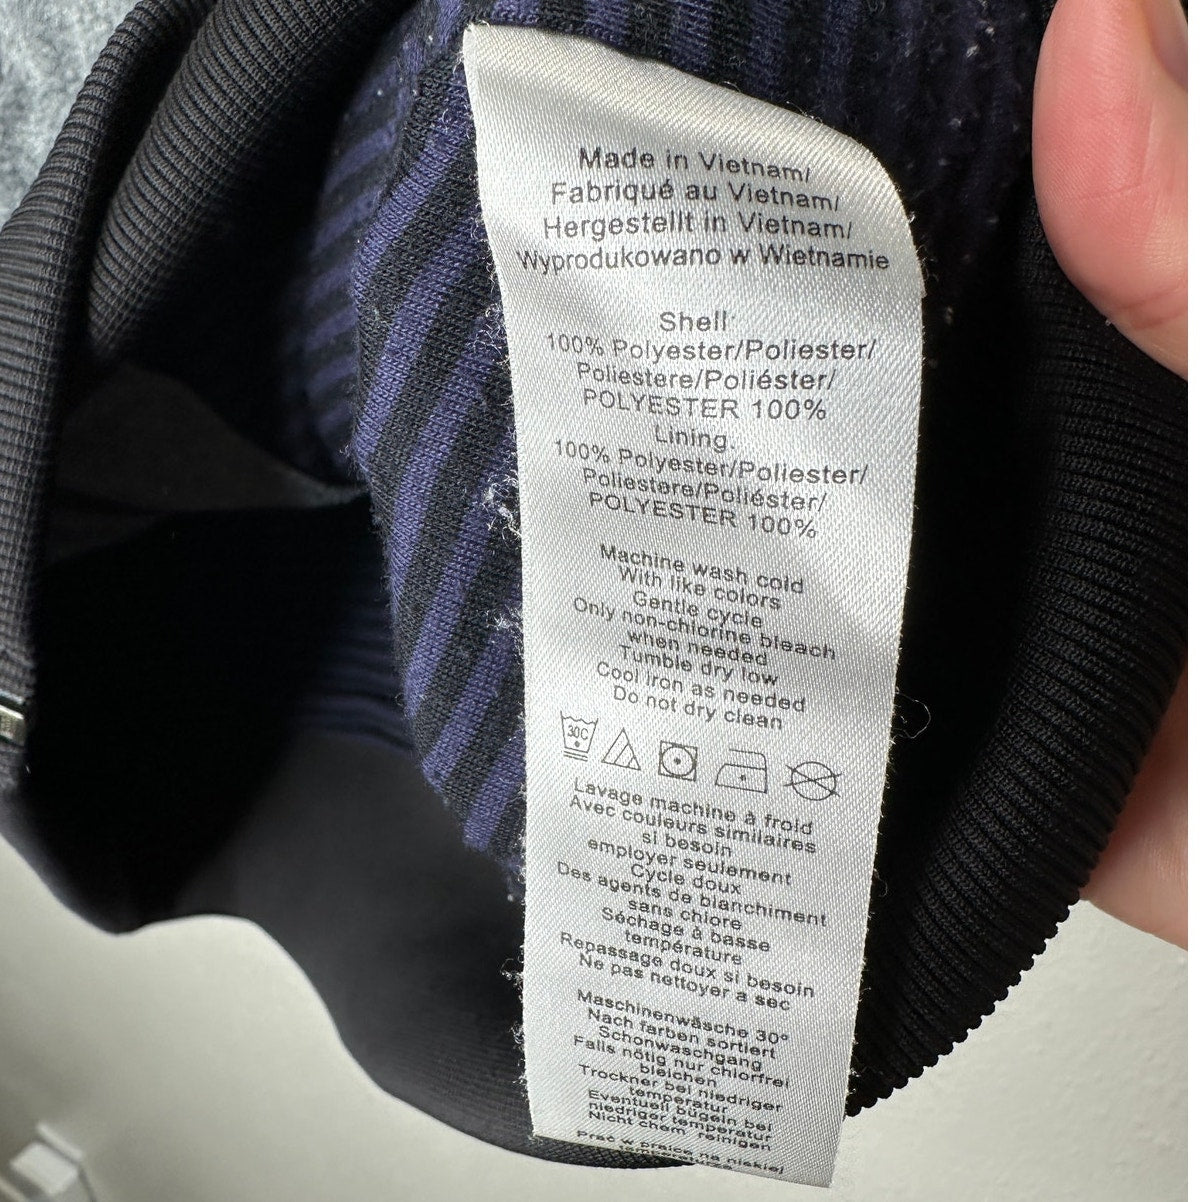 Made in Vietnam/
Fabriqué au Vietnam/
Hergestellt in Vietnam/
Wyprodukowano w Wietnamie
Shell:
100% Polyester/Poliester/
Poliestere/Poliéster/
POLYESTER 100%
Lining:
100% Polyester/Poliester/
Poliestere/Poliéster/
POLYESTER 100%
Machine wash cold
With like colors
Gentle cycle
Only non-chlorine bleach
when needed
Tumble dry low
Cool iron as needed
Do not dry clean
30C
Lavage machine à froid
Avec couleurs similaires
si besoin
employer seulement
Cycle doux
Des agents de blanchiment
sans chlore
Séchage à basse
température
Repassage doux si besoin
Ne pas nettoyer a sec
Maschinenwäsche 30°
Nach farben sortiert
Schonwaschgang
Falls nötig nur chlorfrei
bleichen
Trockner bei niedriger
temperatur
Eventuell bügeln bei
niedriger temperatur
Nicht chem. reinigen
Prać w pralce na niskiej
temperaturze